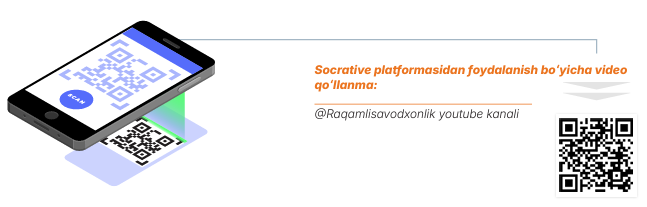 Socrative platformasidan foydalanish bo‘yicha video
qo‘llanma:
@Raqamlisavodxonlik youtube kanali
SCAN